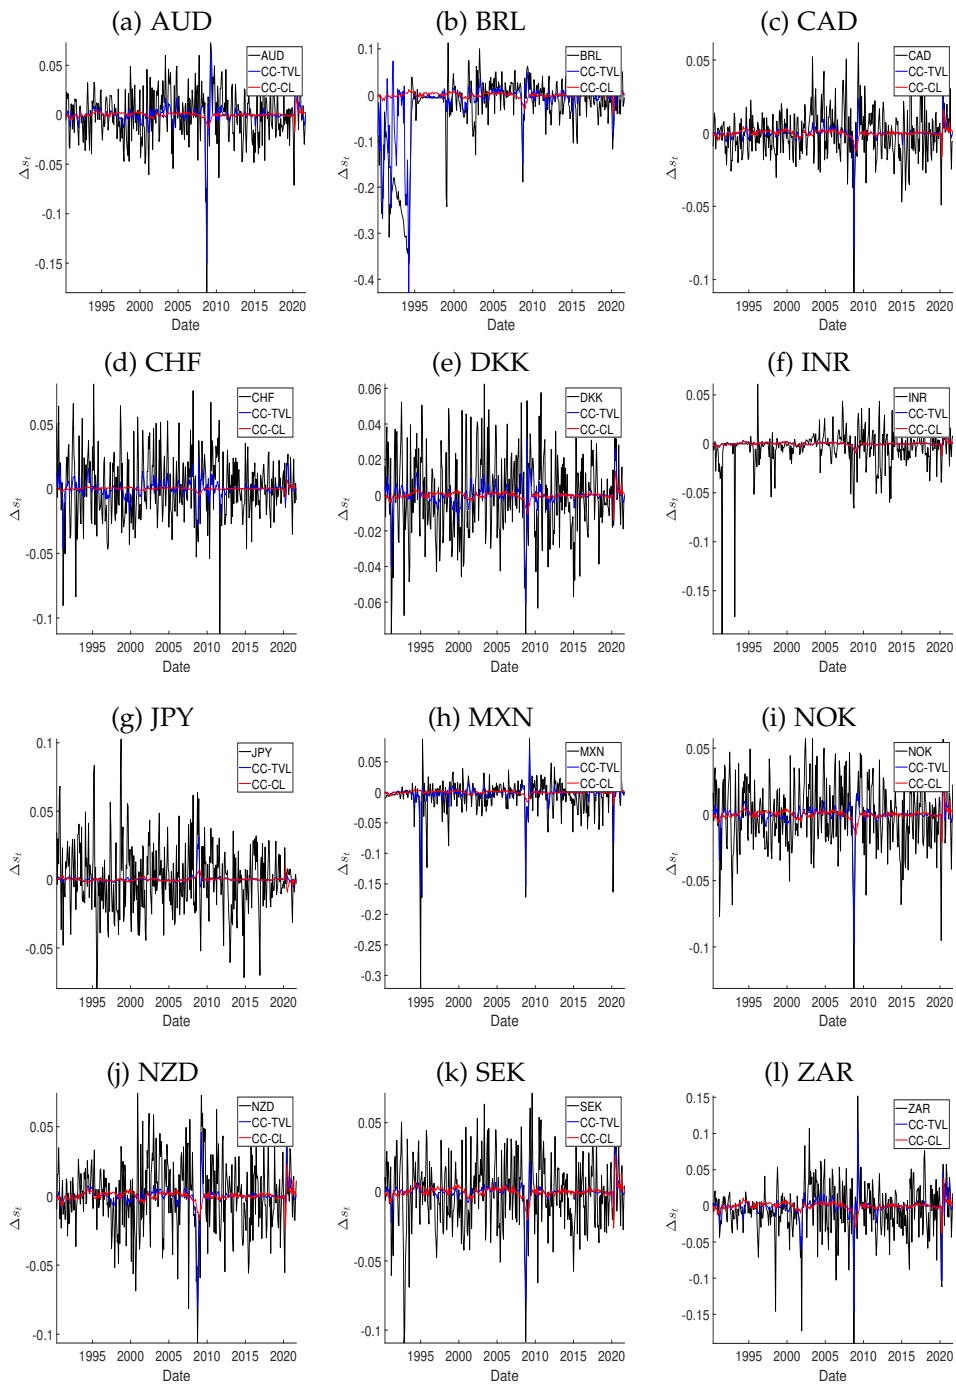 (a) AUD (b) BRL (c) CAD
0.05
0
-0.05
-0.1
-0.15
Δs_t
1995 2000 2005 2010 2015 2020
Date
AUD
CC-TVL
CC-CL
0.1
0
-0.1
-0.2
-0.3
-0.4
Δs_t
1995 2000 2005 2010 2015 2020
Date
BRL
CC-TVL
CC-CL
0.05
0
-0.05
-0.1
Δs_t
1995 2000 2005 2010 2015 2020
Date
CAD
CC-TVL
CC-CL
(d) CHF (e) DKK (f) INR
0.05
0
-0.05
-0.1
Δs_t
1995 2000 2005 2010 2015 2020
Date
CHF
CC-TVL
CC-CL
0.06
0.04
0.02
0
-0.02
-0.04
-0.06
Δs_t
1995 2000 2005 2010 2015 2020
Date
DKK
CC-TVL
CC-CL
0.05
0
-0.05
-0.1
-0.15
Δs_t
1995 2000 2005 2010 2015 2020
Date
INR
CC-TVL
CC-CL
(g) JPY (h) MXN (i) NOK
0.1
0.05
0
-0.05
Δs_t
1995 2000 2005 2010 2015 2020
Date
JPY
CC-TVL
CC-CL
0.05
0
-0.05
-0.1
-0.15
-0.2
-0.25
-0.3
Δs_t
1995 2000 2005 2010 2015 2020
Date
MXN
CC-TVL
CC-CL
0.05
0
-0.05
-0.1
Δs_t
1995 2000 2005 2010 2015 2020
Date
NOK
CC-TVL
CC-CL
(j) NZD (k) SEK (l) ZAR
0.05
0
-0.05
-0.1
Δs_t
1995 2000 2005 2010 2015 2020
Date
NZD
CC-TVL
CC-CL
0.05
0
-0.05
-0.1
Δs_t
1995 2000 2005 2010 2015 2020
Date
SEK
CC-TVL
CC-CL
0.15
0.1
0.05
0
-0.05
-0.1
-0.15
Δs_t
1995 2000 2005 2010 2015 2020
Date
ZAR
CC-TVL
CC-CL